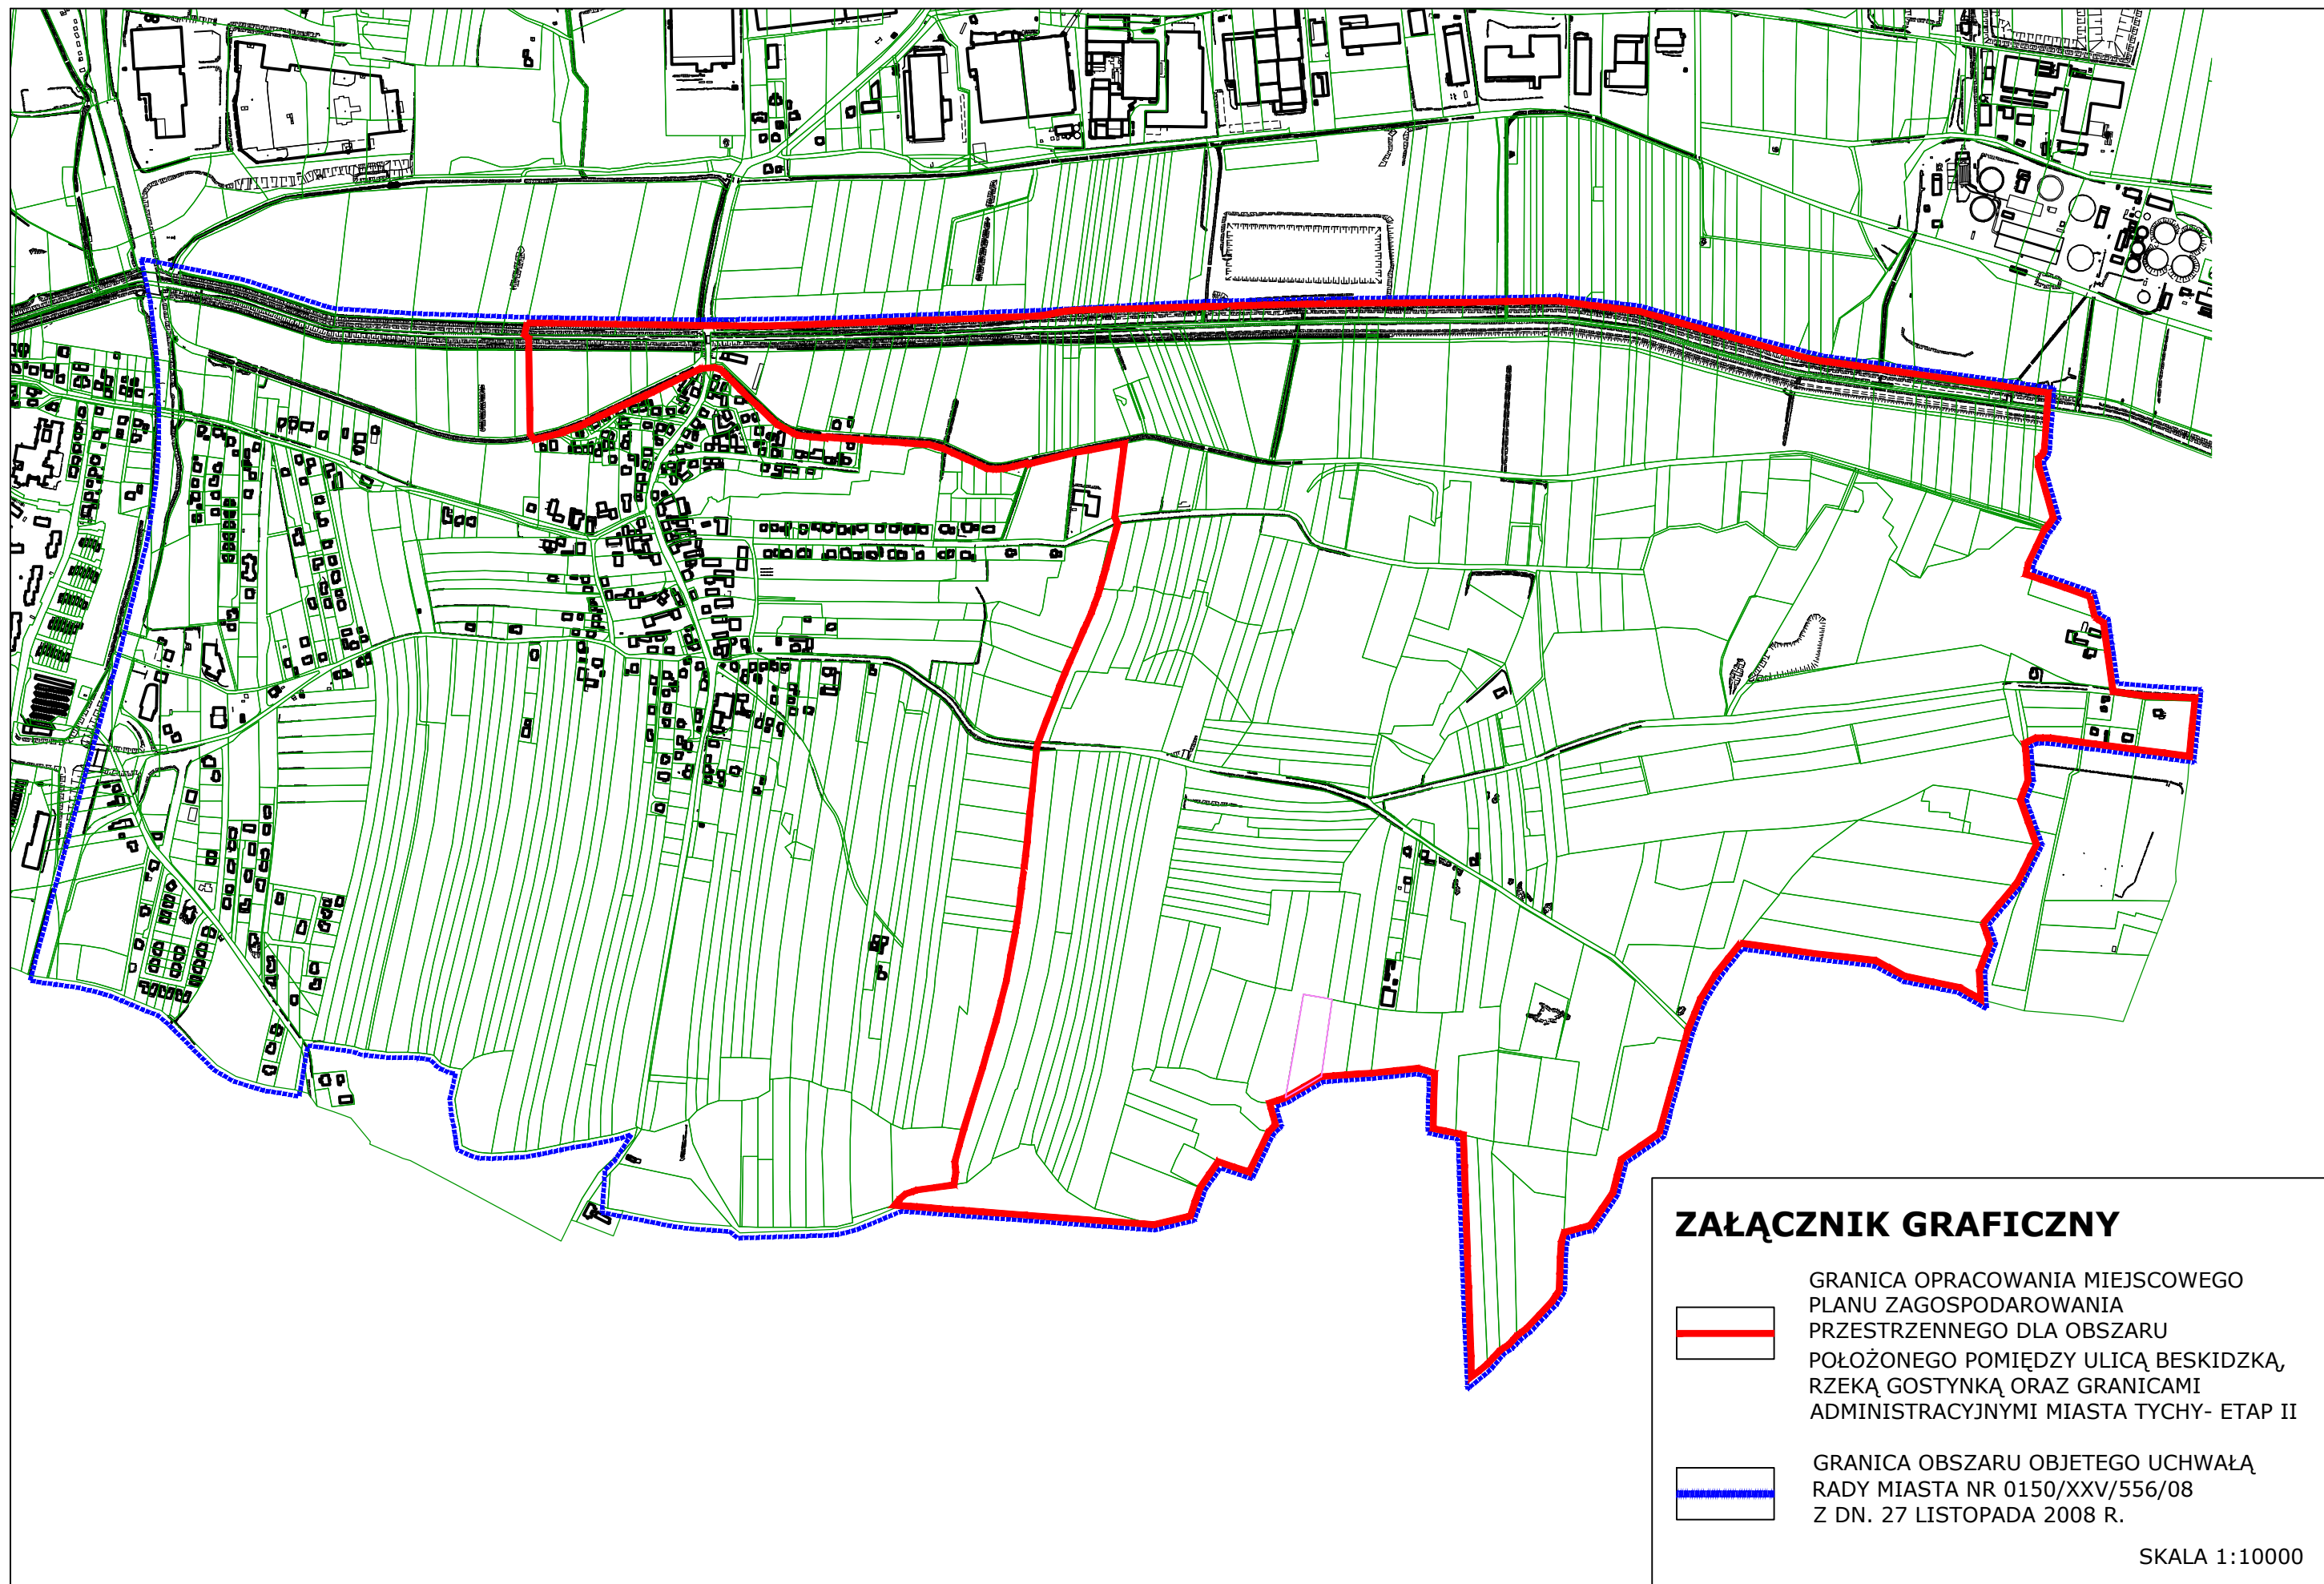 ZAŁĄCZNIK GRAFICZNY
GRANICA OPRACOWANIA MIEJSCOWEGO
PLANU ZAGOSPODAROWANIA
PRZESTRZENNEGO DLA OBSZARU
POŁOŻONEGO POMIĘDZY ULICĄ BESKIDZKĄ,
RZEKĄ GOSTYNKĄ ORAZ GRANICAMI
ADMINISTRACYJNYMI MIASTA TYCHY- ETAP II
GRANICA OBSZARU OBJETEGO UCHWAŁĄ
RADY MIASTA NR 0150/XXV/556/08
Z DN. 27 LISTOPADA 2008 R.
SKALA 1:10000